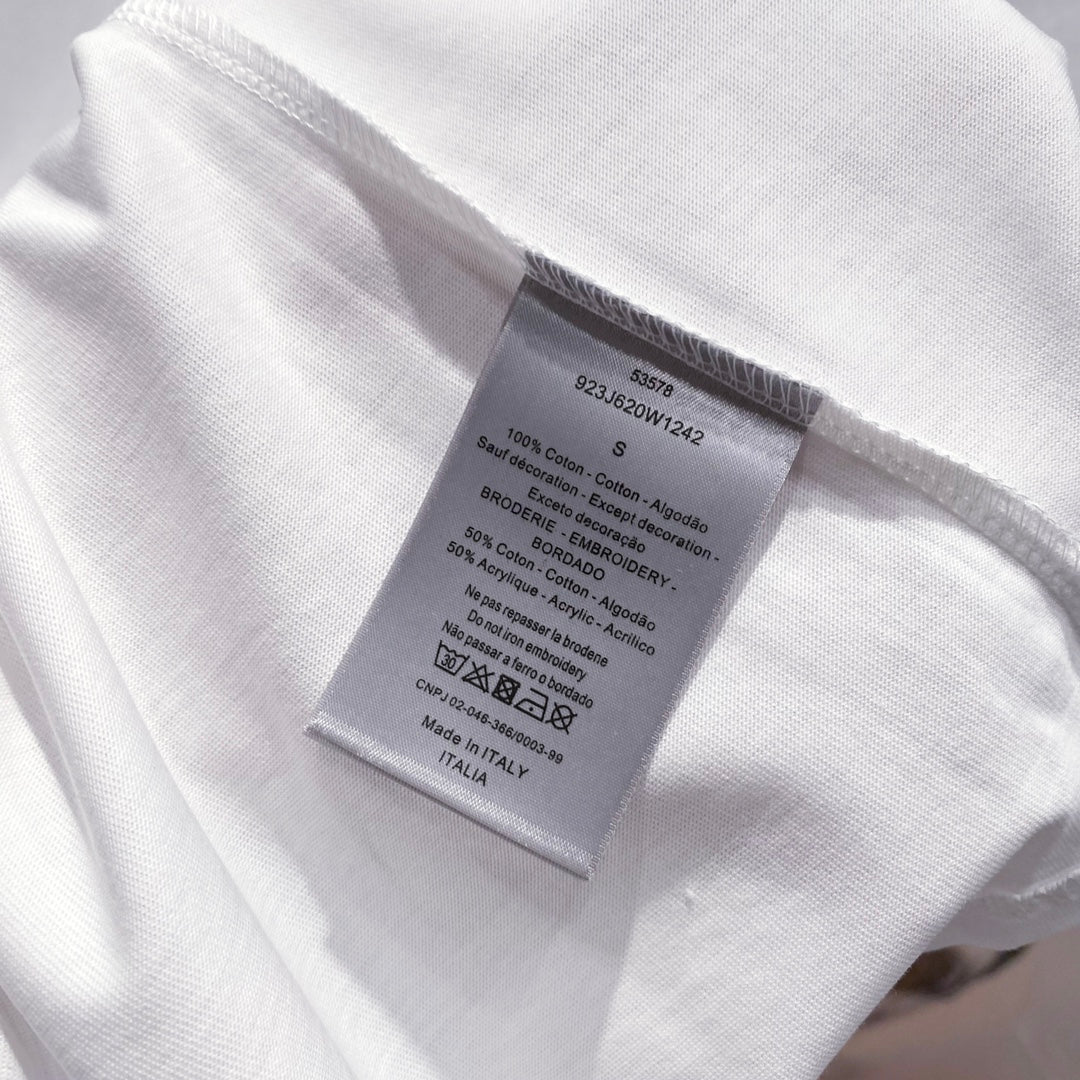 53578
923J620W1242
S
100% Coton - Cotton - Algodão
Sauf décoration - Except decoration -
Exceto decoração
BRODERIE - EMBROIDERY -
BORDADO
50% Coton - Cotton - Algodão
50% Acrylique - Acrylic - Acrilico
Ne pas repasser la brodene
Do not iron embroidery
Não passar a ferro o bordado
30
CNPJ 02-046-366/0003-99
Made In ITALY
ITALIA